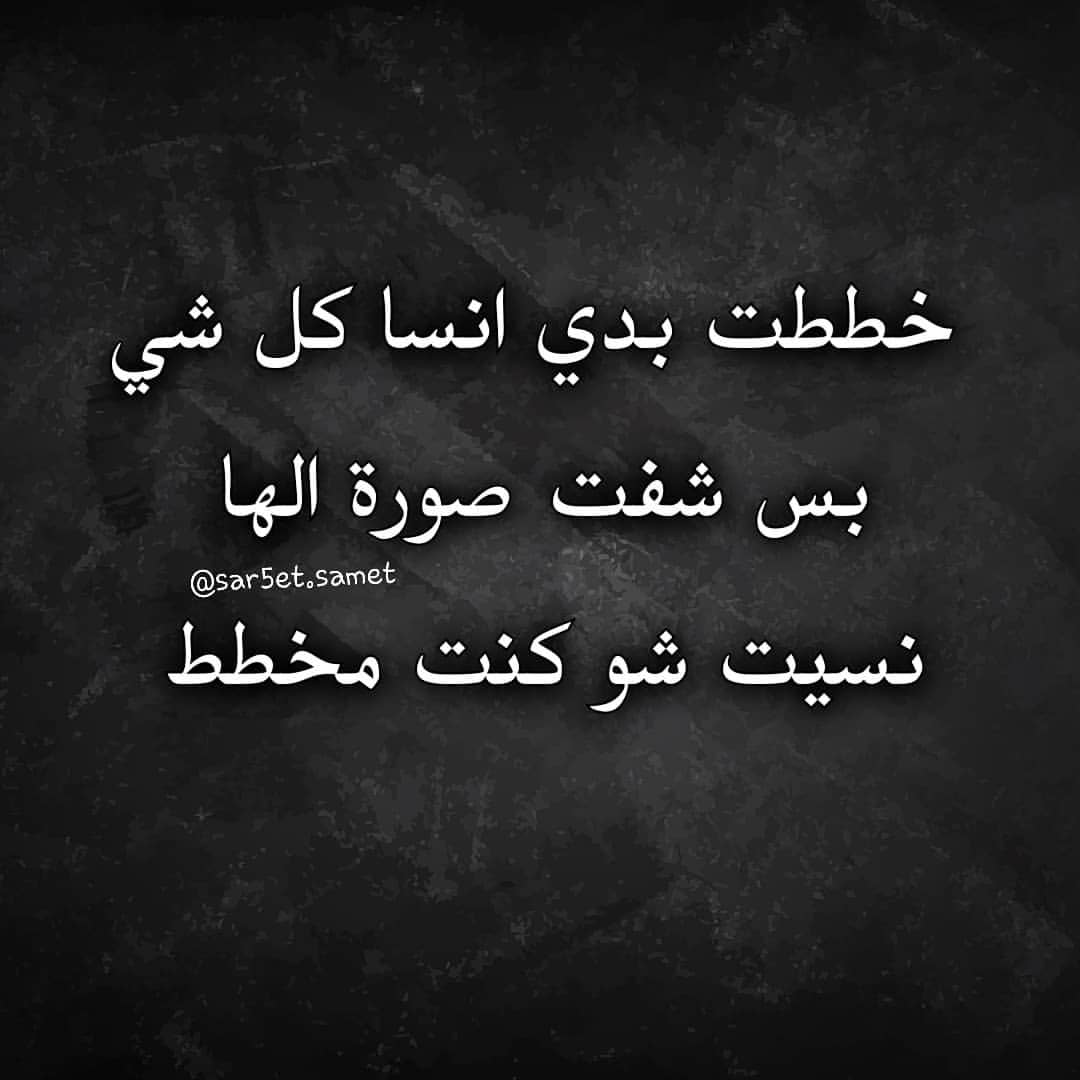 خططت بدي انسا كل شي
بس شفت صورة الها
@sar5et.samet
نسيت شو كنت مخطط